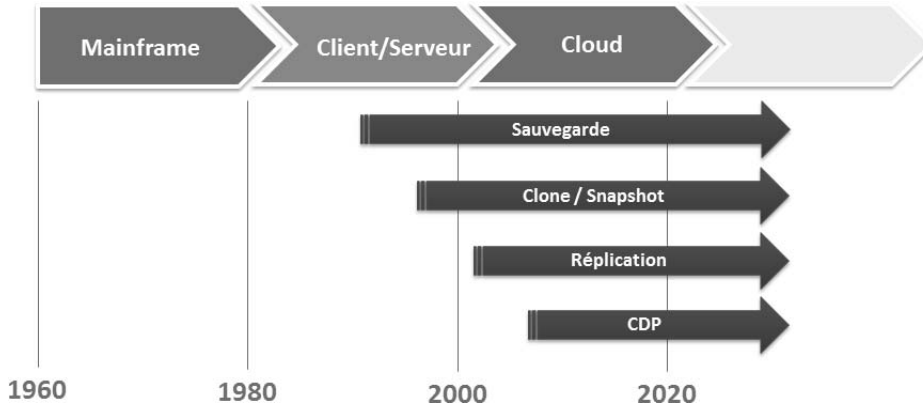 Mainframe
Client/Serveur
Cloud
Sauvegarde
Clone / Snapshot
Réplication
CDP
1960
1980
2000
2020